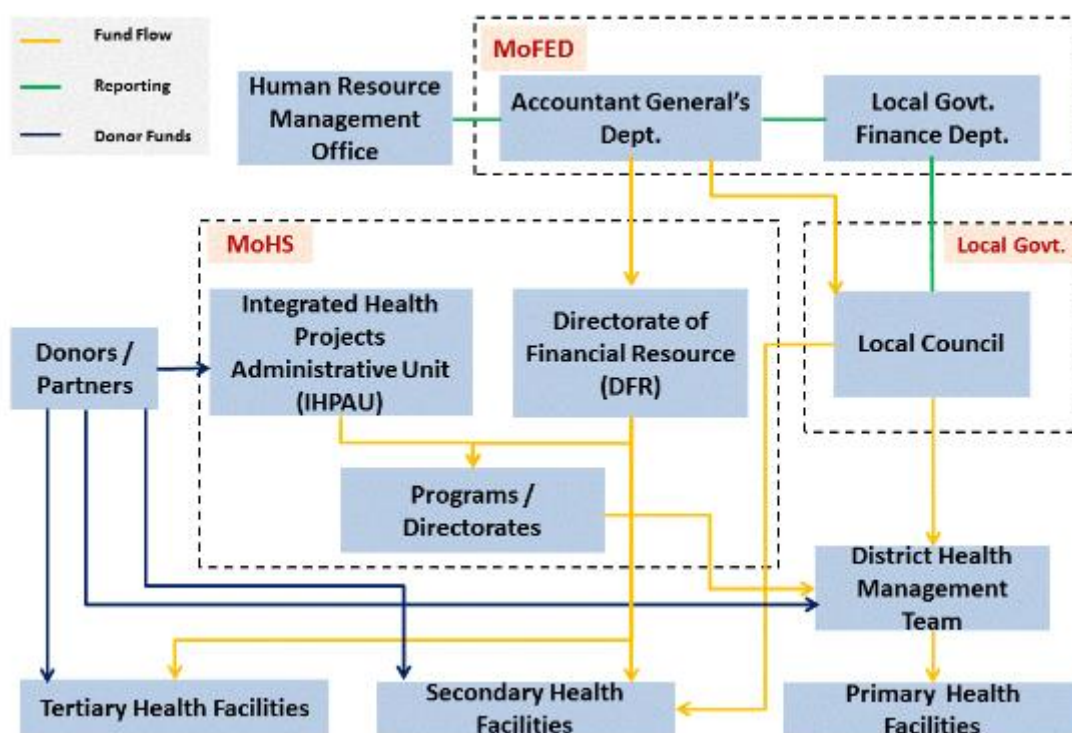 Fund Flow
Reporting
Donor Funds
MoFED
Human Resource
Management
Office
Accountant General's
Dept.
Local Govt.
Finance Dept.
MoHS
Local Govt.
Integrated Health
Projects
Administrative Unit
(IHPAU)
Directorate of
Financial Resource
(DFR)
Local Council
Donors /
Partners
Programs /
Directorates
District Health
Management
Team
Tertiary Health Facilities
Secondary Health
Facilities
Primary Health
Facilities